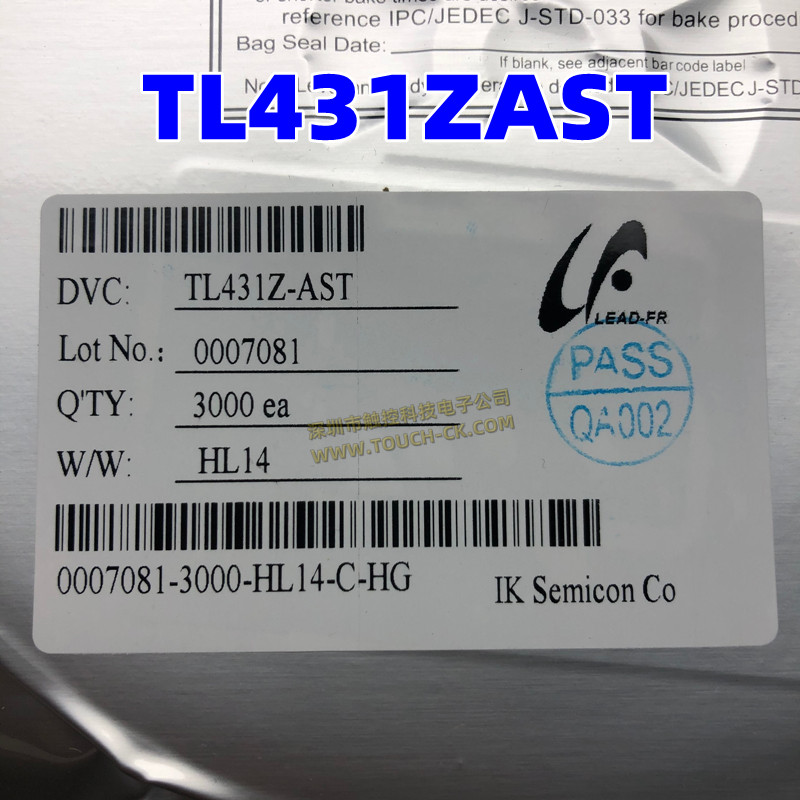 reference IPC/JEDEC J-STD-033 for bake proced
Bag Seal Date:
If blank, see adjacent bar code label
TL431ZAST
DVC: TL431Z-AST
LEAD-FR
Lot No.: 0007081
PASS
Q'TY: 3000 ea
QA002
深圳市触控科技电子公司
WWW.TOUCH-CK.COM
W/W: HL14
0007081-3000-HL14-C-HG
IK Semicon Co